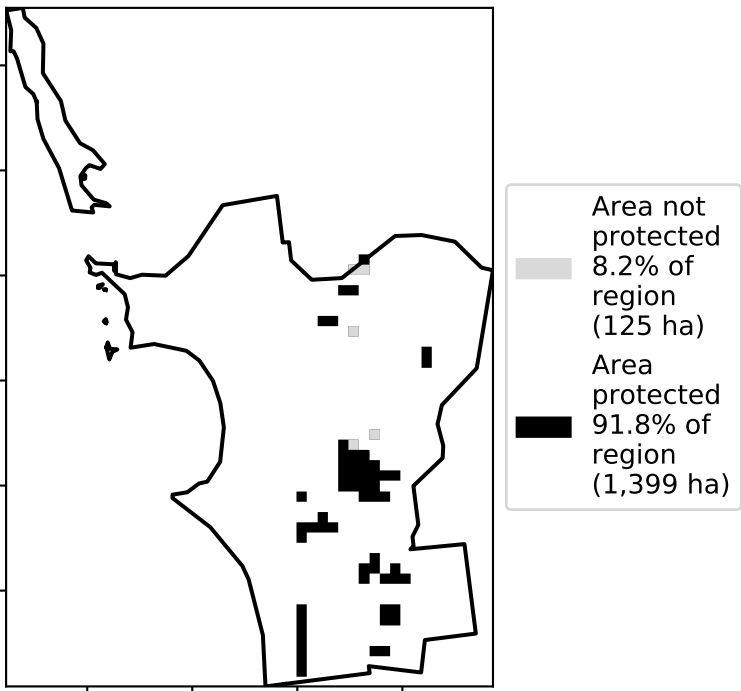 Area not
protected
8.2% of
region
(125 ha)
Area
protected
91.8% of
region
(1,399 ha)